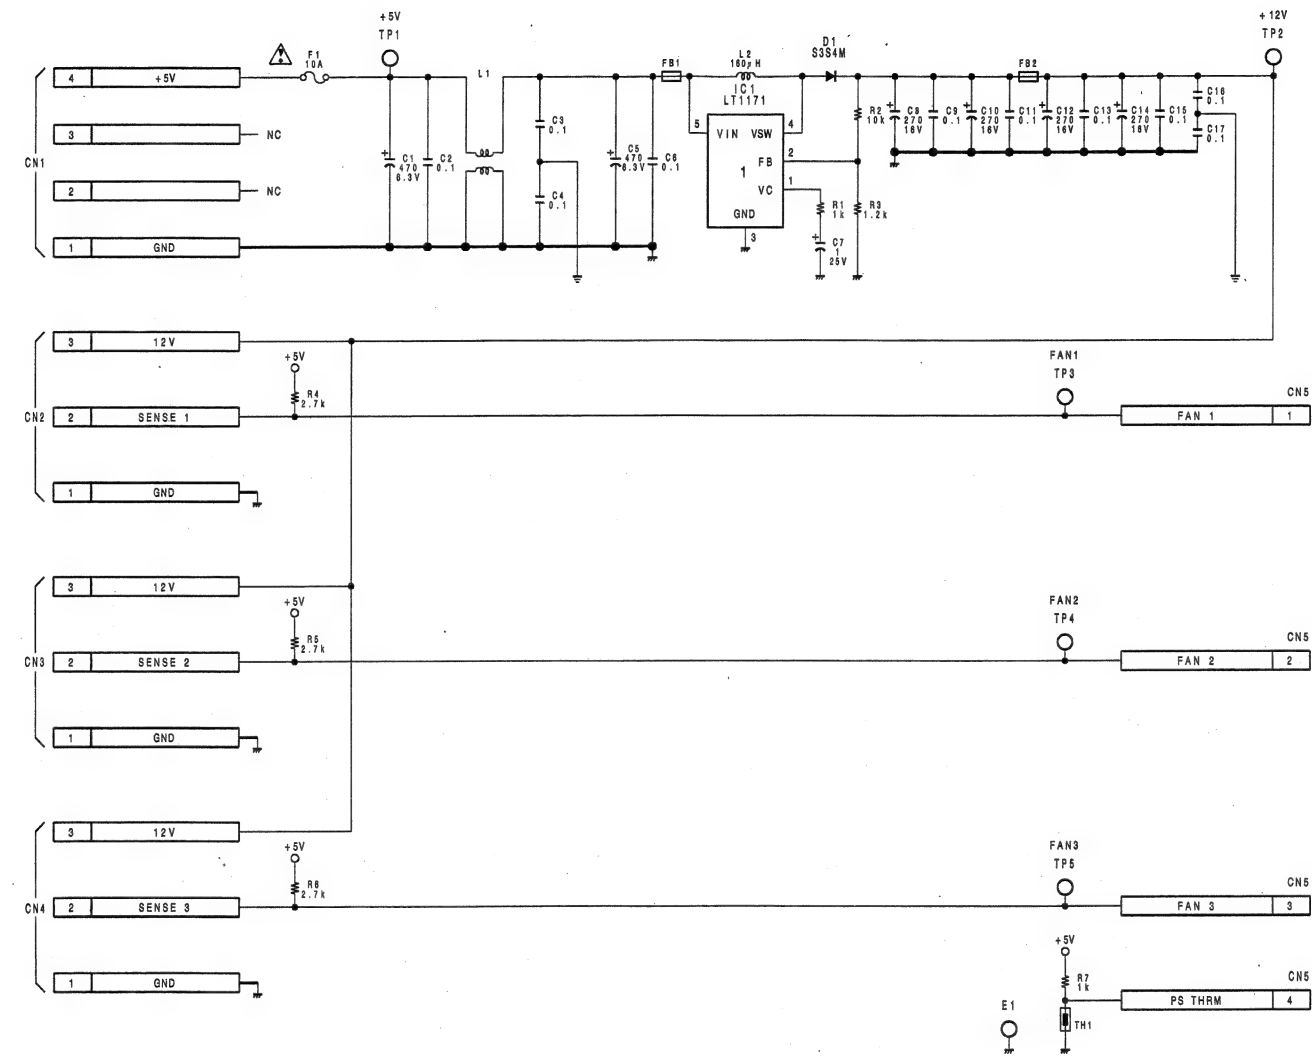 +5V
TP1
F1
10A
L1
FB1
L2
160μH
D1
S3S4M
FB2
+12V
TP2
CN1
4 +5V
3 NC
2 NC
1 GND
C1
470
6.3V
C2
0.1
C3
0.1
C4
0.1
C5
470
6.3V
C6
0.1
IC1
LT1171
5 VIN VSW 4
FB 2
1
VC 1
GND
3
R1
1k
C7
1
25V
R2
10k
R3
1.2k
C8
270
16V
C9
0.1
C10
270
16V
C11
0.1
C12
270
16V
C13
0.1
C14
270
16V
C15
0.1
C16
0.1
C17
0.1
CN2
3 12V
2 SENSE 1
1 GND
+5V
R4
2.7k
FAN1
TP3
CN5
FAN 1 1
CN3
3 12V
2 SENSE 2
1 GND
+5V
R5
2.7k
FAN2
TP4
CN5
FAN 2 2
CN4
3 12V
2 SENSE 3
1 GND
+5V
R6
2.7k
FAN3
TP5
CN5
FAN 3 3
+5V
R7
1k
TH1
E1
CN5
PS THRM 4